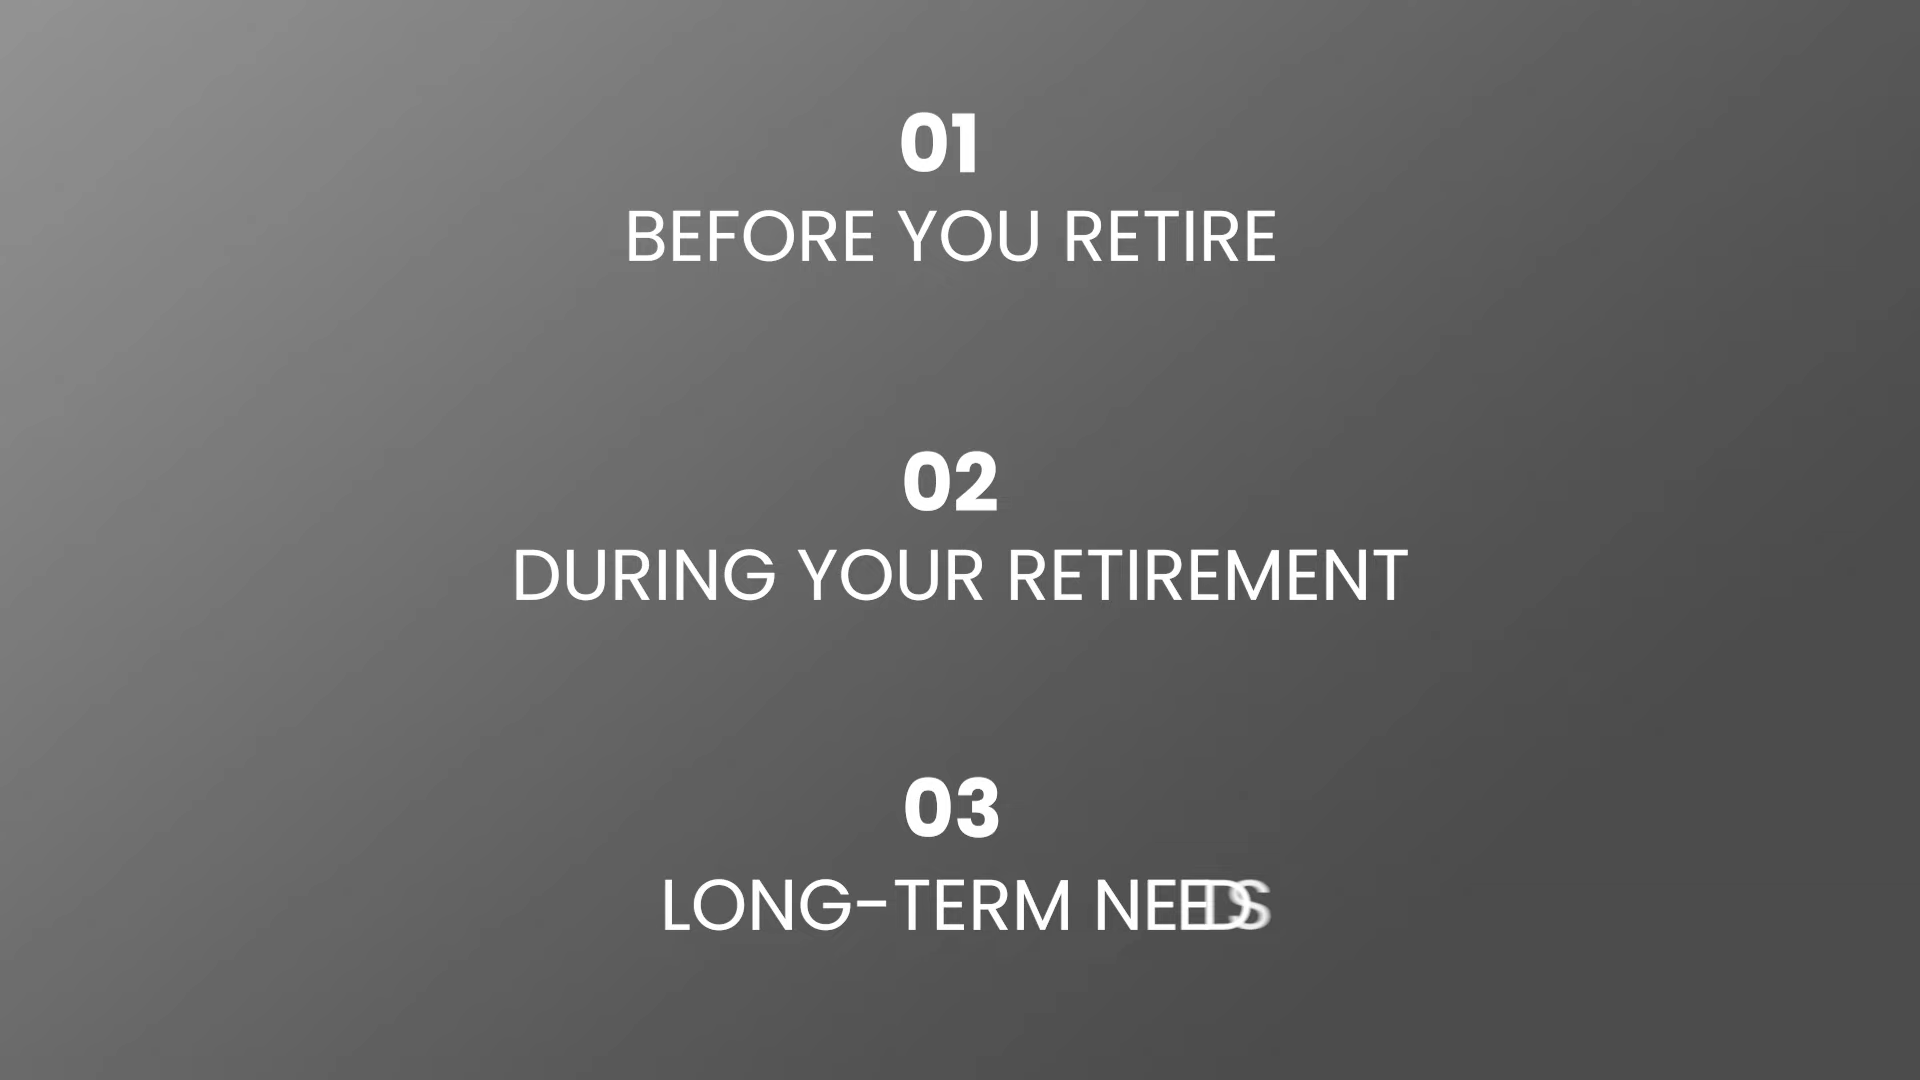 01
BEFORE YOU RETIRE
02
DURING YOUR RETIREMENT
03
LONG-TERM NEEDS